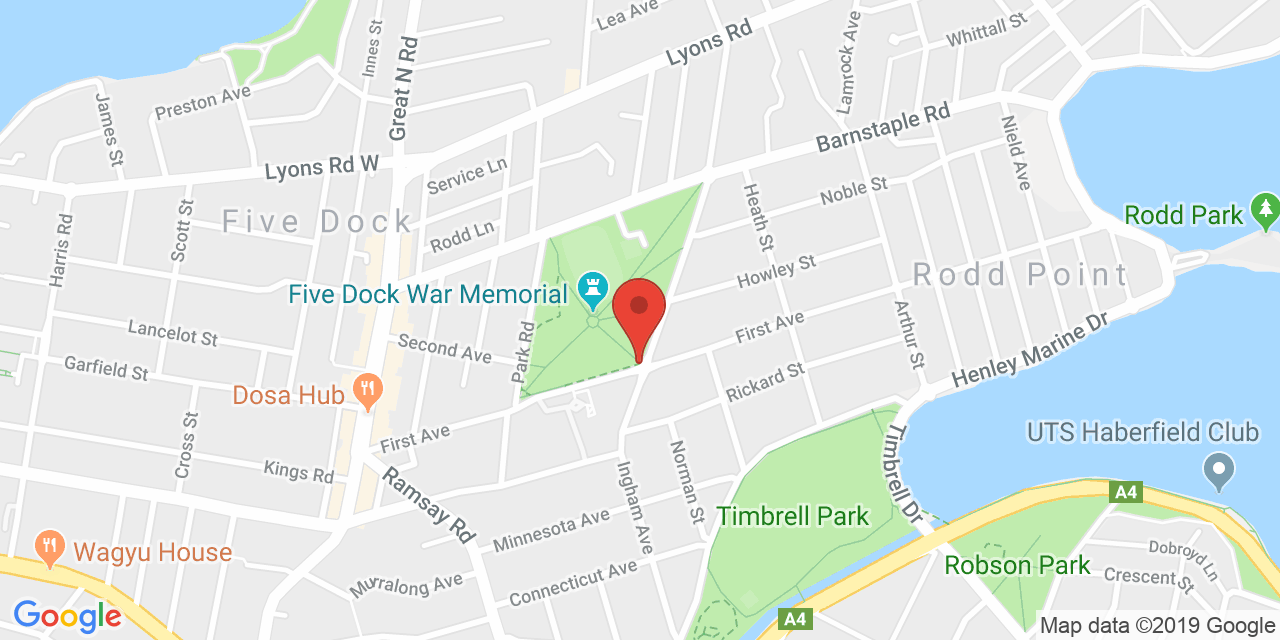 Lea Ave
Whittall St
Innes St
Great N Rd
Lyons Rd
Lamrock Ave
Preston Ave
James St
Barnstaple Rd
Nield Ave
Lyons Rd W
Service Ln
Noble St
Heath St
Rodd Park
Harris Rd
Scott St
Five Dock
Rodd Ln
Howley St
Rodd Point
Five Dock War Memorial
First Ave
Arthur St
Henley Marine Dr
Lancelot St
Second Ave
Park Rd
Garfield St
Rickard St
Dosa Hub
Cross St
First Ave
Kings Rd
UTS Haberfield Club
Timbrell Dr
Ramsay Rd
Ingham Ave
Norman St
A4
Timbrell Park
Minnesota Ave
Wagyu House
Murralong Ave
Connecticut Ave
Robson Park
Dobroyd Ln
Crescent St
Google
A4
Map data ©2019 Google